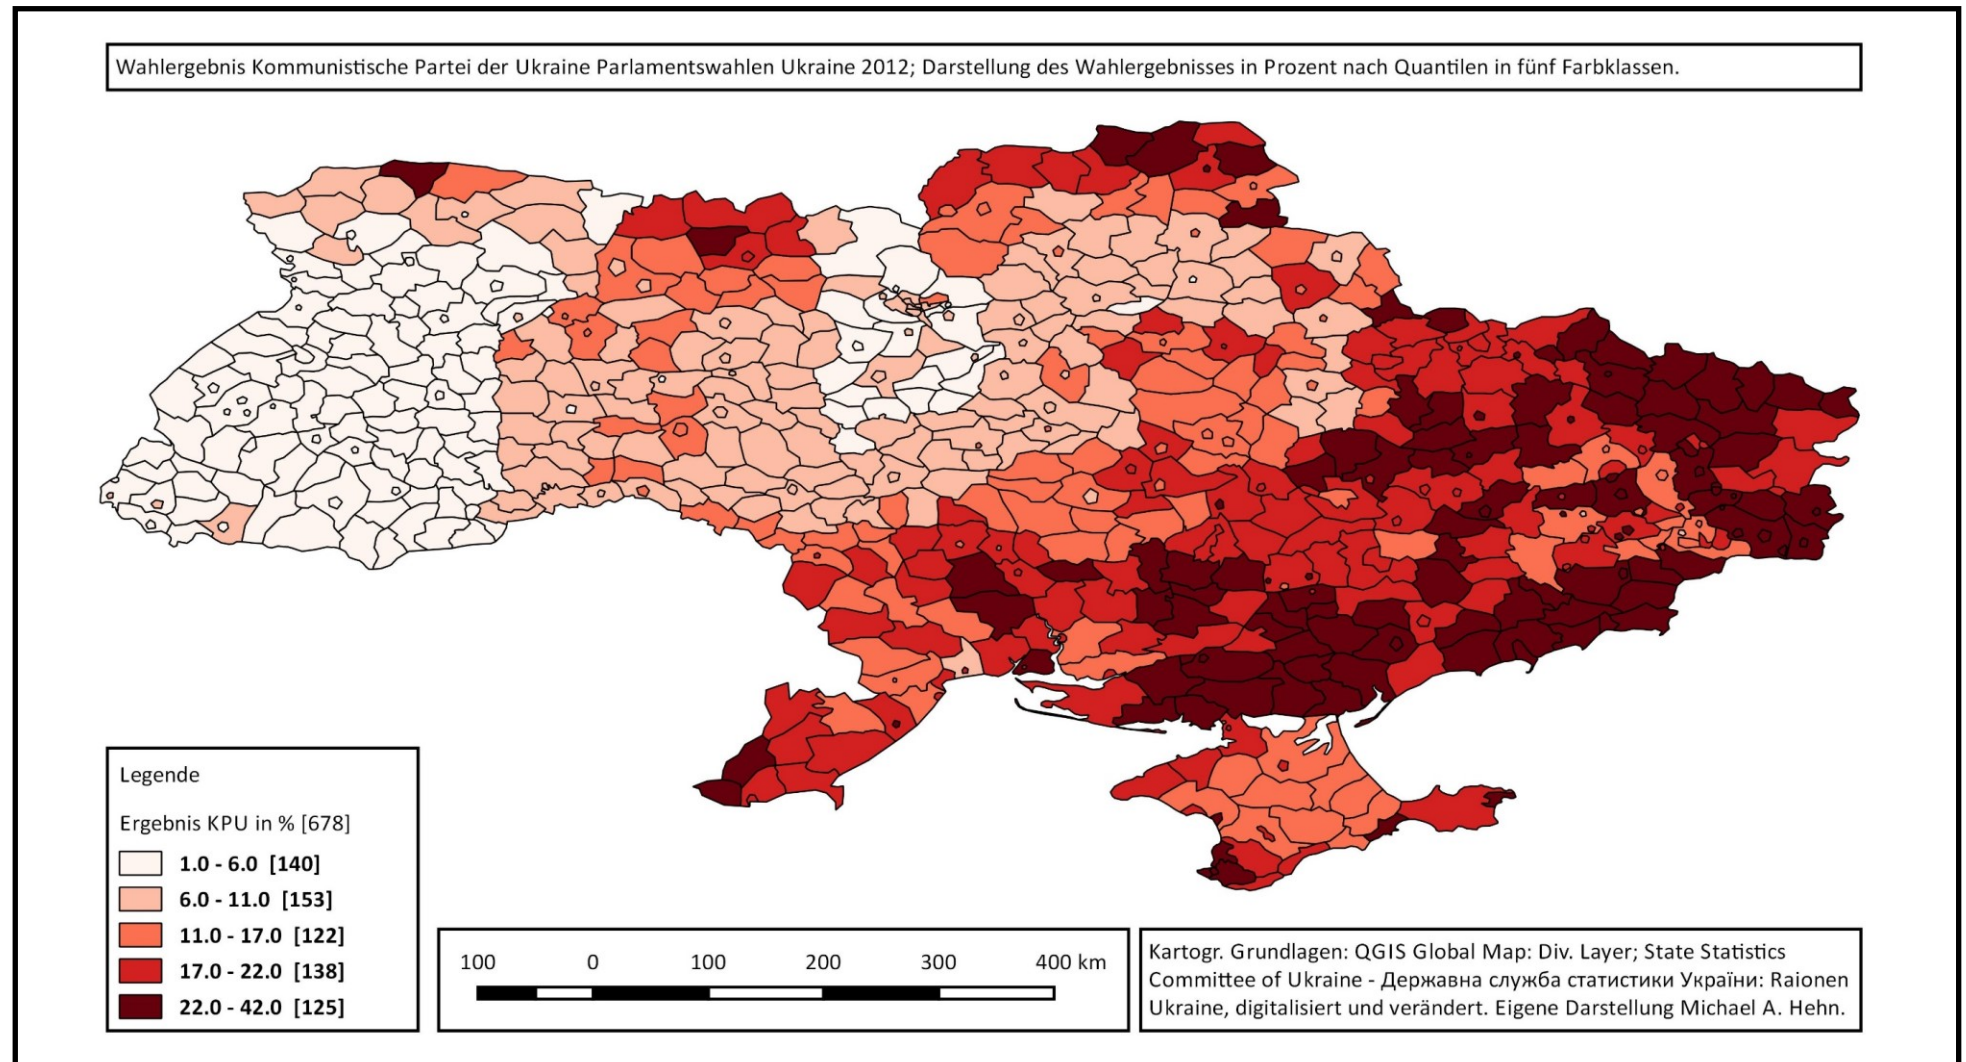 Wahlergebnis Kommunistische Partei der Ukraine Parlamentswahlen Ukraine 2012; Darstellung des Wahlergebnisses in Prozent nach Quantilen in fünf Farbklassen.
Legende
Ergebnis KPU in % [678]
1.0 - 6.0 [140]
6.0 - 11.0 [153]
11.0 - 17.0 [122]
17.0 - 22.0 [138]
22.0 - 42.0 [125]
100 0 100 200 300 400 km
Kartogr. Grundlagen: QGIS Global Map: Div. Layer; State Statistics
Committee of Ukraine - Державна служба статистики України: Raionen
Ukraine, digitalisiert und verändert. Eigene Darstellung Michael A. Hehn.